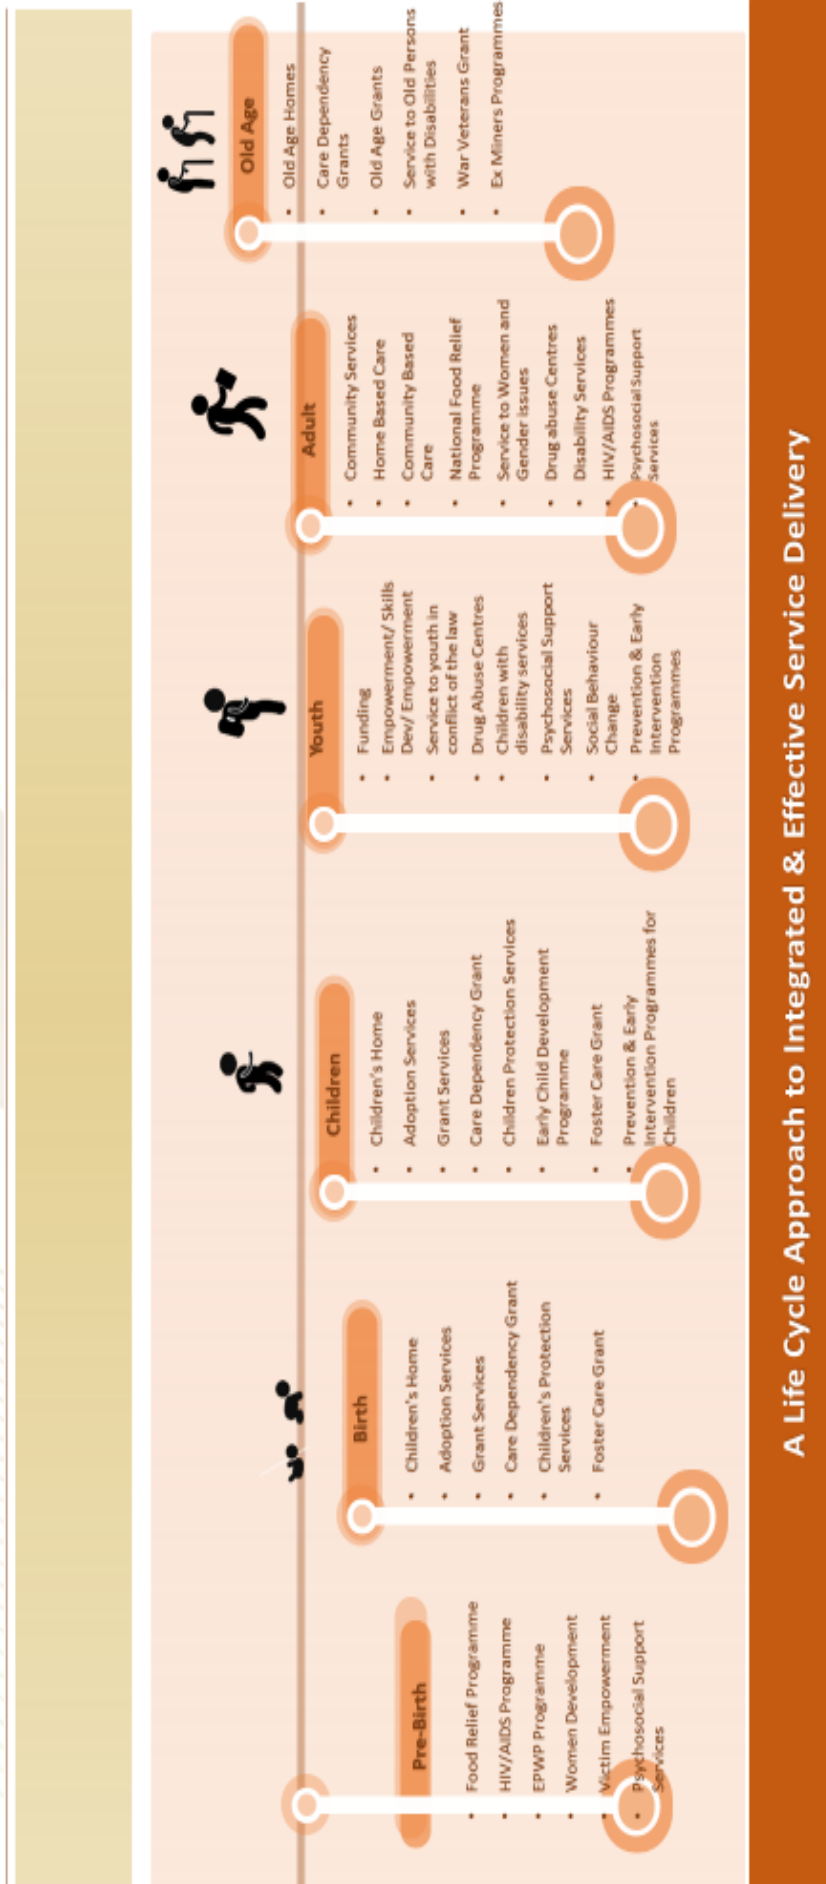 Pre-Birth
Food Relief Programme
HIV/AIDS Programme
EPWP Programme
Women Development
Victim Empowerment
Psychosocial Support
Services
Birth
Children's Home
Adoption Services
Grant Services
Care Dependency Grant
Children's Protection
Services
Foster Care Grant
Children
Children's Home
Adoption Services
Grant Services
Care Dependency Grant
Children Protection Services
Early Child Development
Programme
Foster Care Grant
Prevention & Early
Intervention Programmes for
Children
Youth
Funding
Empowerment/ Skills
Dev/ Empowerment
Service to youth in
conflict of the law
Drug Abuse Centres
Children with
disability services
Psychosocial Support
Services
Social Behaviour
Change
Prevention & Early
Intervention
Programmes
Adult
Community Services
Home Based Care
Community Based
Care
National Food Relief
Programme
Service to Women and
Gender issues
Drug abuse Centres
Disability Services
HIV/AIDS Programmes
Psychosocial Support
Services
Old Age
Old Age Homes
Care Dependency
Grants
Old Age Grants
Service to Old Persons
with Disabilities
War Veterans Grant
Ex Miners Programmes
A Life Cycle Approach to Integrated & Effective Service Delivery